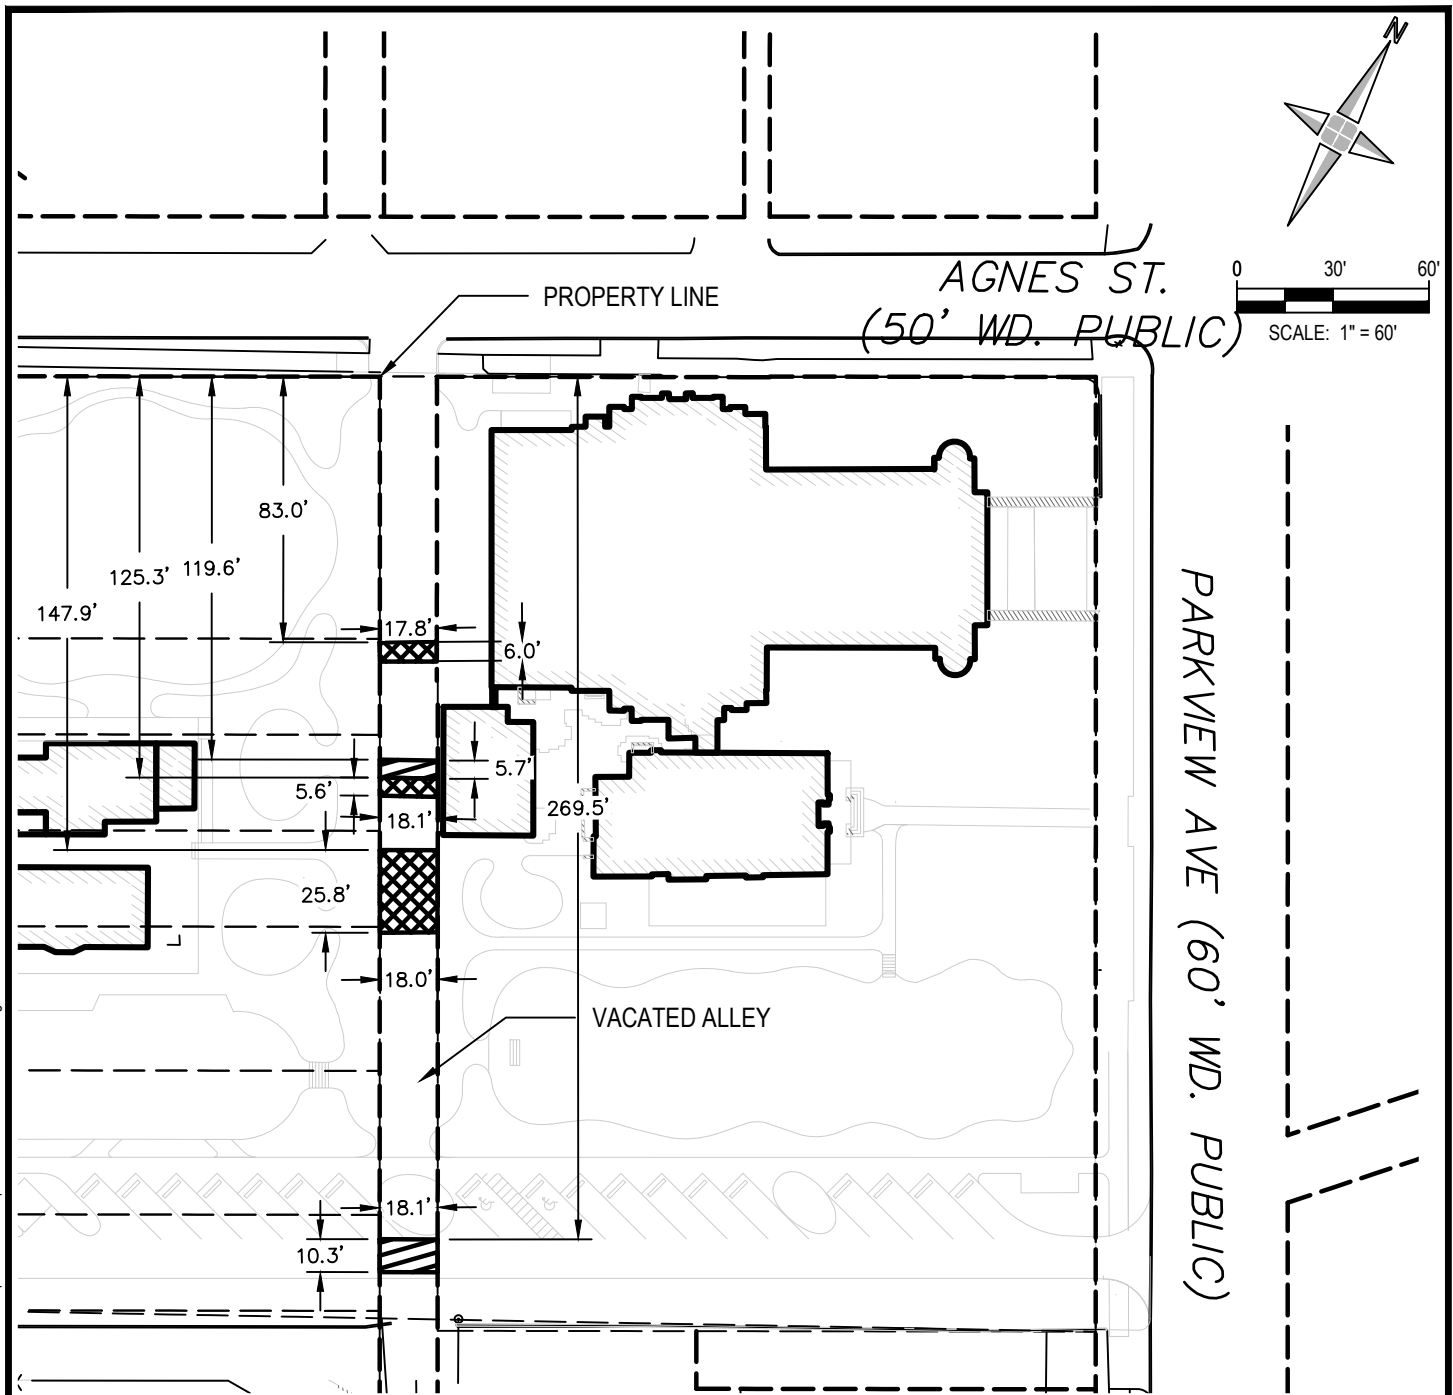 N
AGNES ST.
(50' WD. PUBLIC)
0 30' 60'
SCALE: 1" = 60'
PROPERTY LINE
83.0'
125.3'
119.6'
147.9'
17.8'
6.0'
5.7'
5.6'
18.1'
269.5'
25.8'
18.0'
VACATED ALLEY
18.1'
10.3'
PARKVIEW AVE (60' WD. PUBLIC)